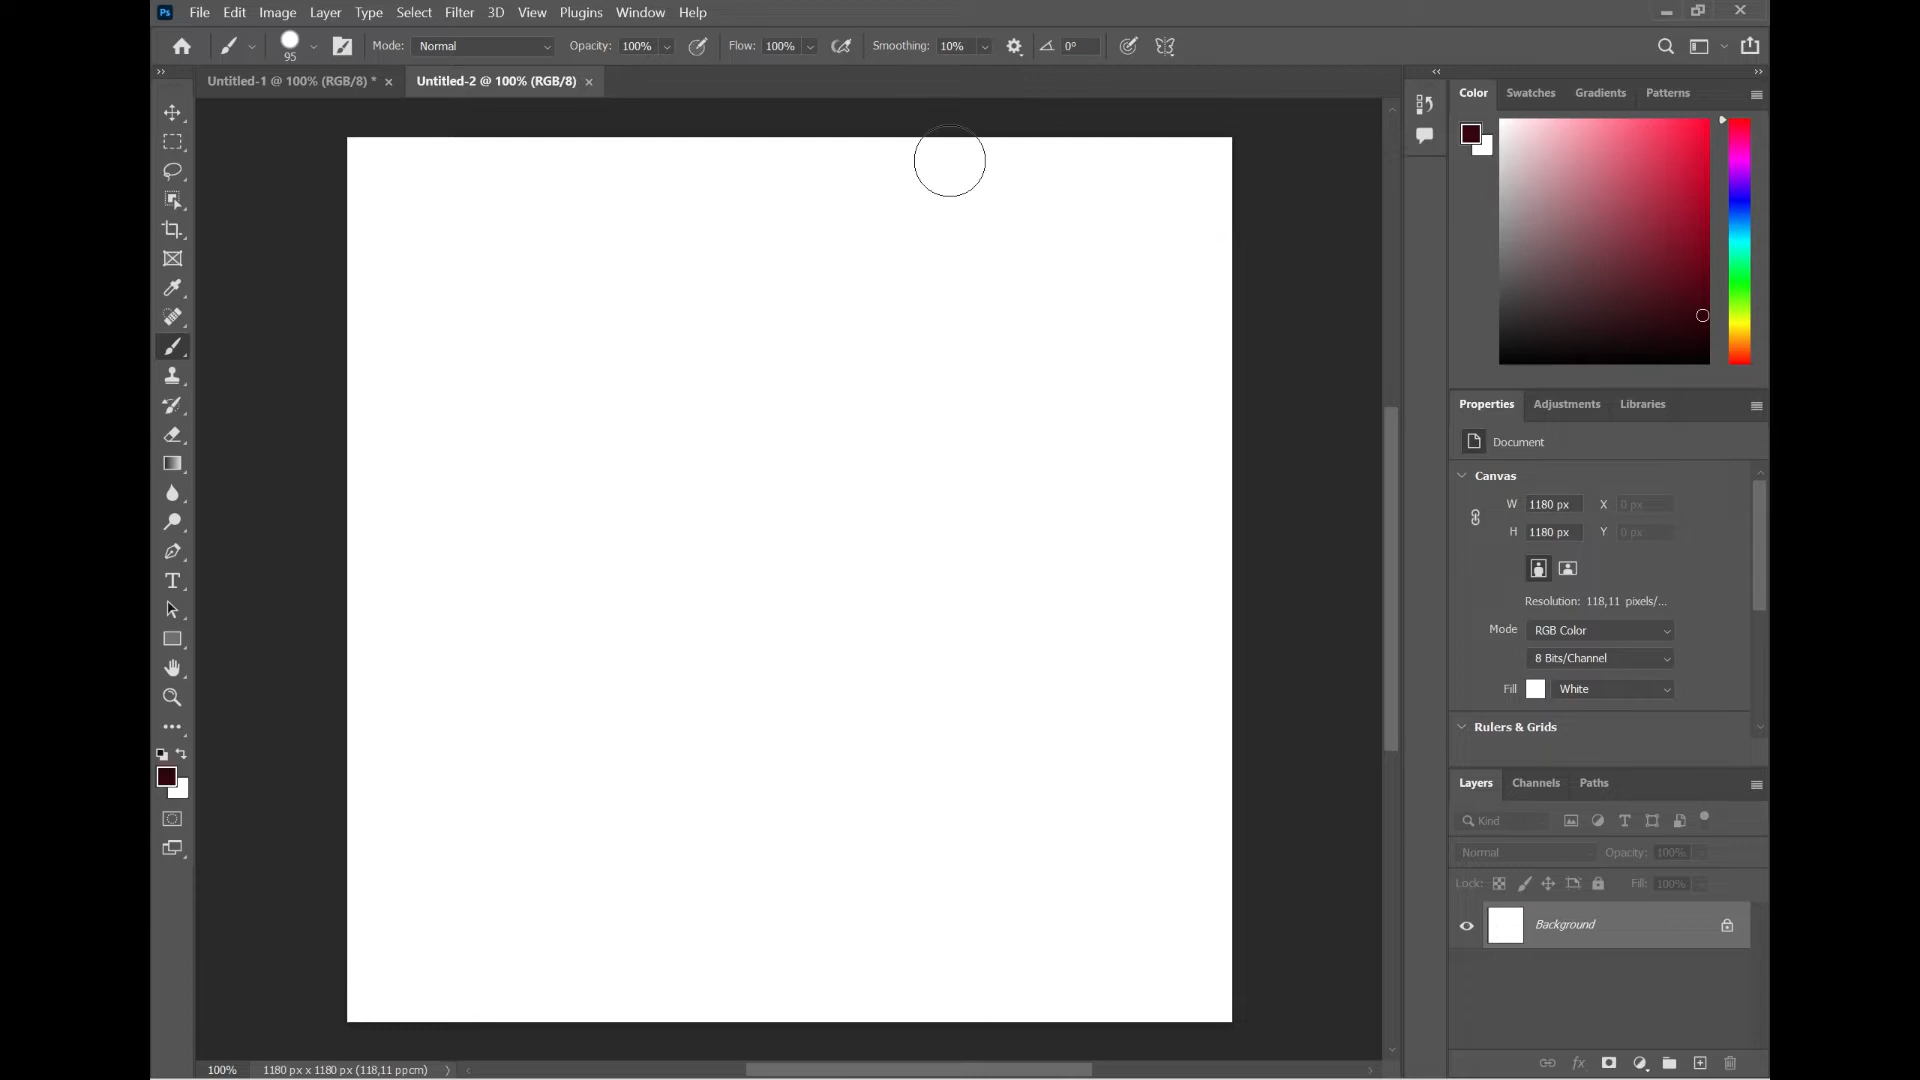 Ps File Edit Image Layer Type Select Filter 3D View Plugins Window Help
95 Mode: Normal Opacity: 100% Flow: 100% Smoothing: 10% 0°
Untitled-1 @ 100% (RGB/8) * × Untitled-2 @ 100% (RGB/8) ×
Color Swatches Gradients Patterns
Properties Adjustments Libraries
Document
Canvas
W 1180 px X 0 px
H 1180 px Y 0 px
Resolution: 118,11 pixels/...
Mode RGB Color
8 Bits/Channel
Fill White
Rulers & Grids
Layers Channels Paths
Kind
Normal Opacity: 100%
Lock: Fill: 100%
Background
100% 1180 px x 1180 px (118,11 ppcm)